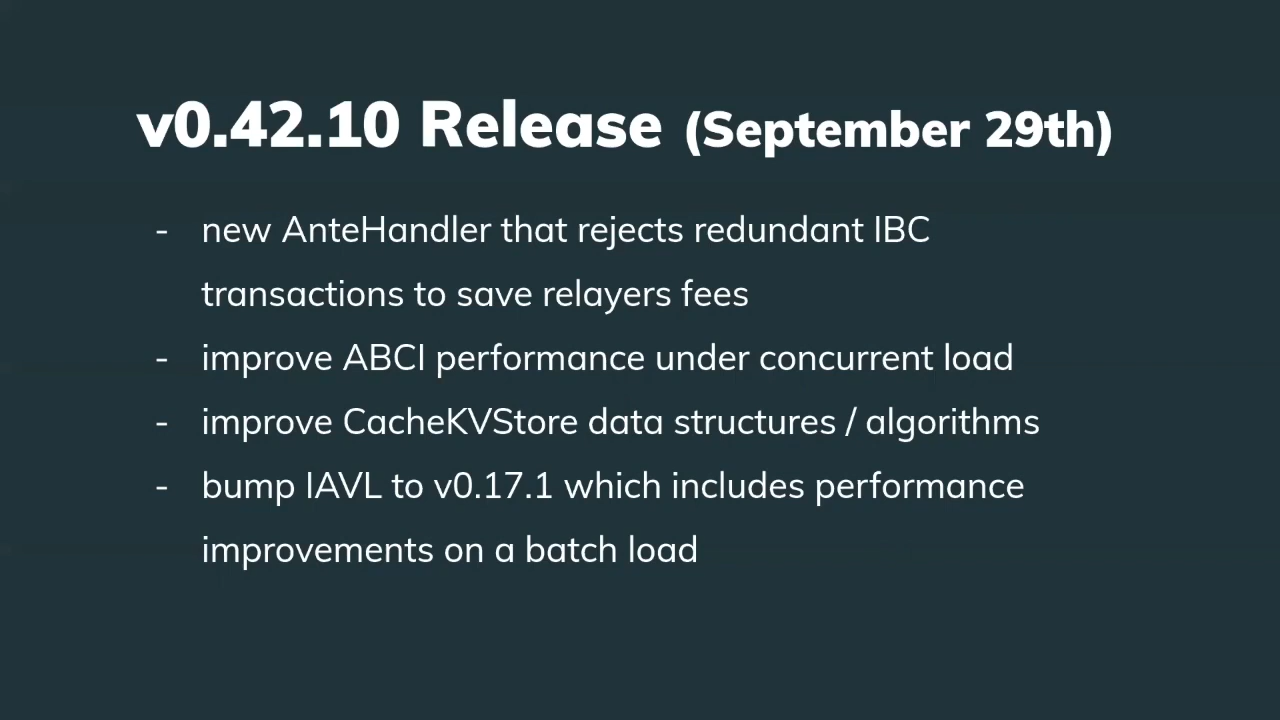 v0.42.10 Release (September 29th)
- new AnteHandler that rejects redundant IBC
transactions to save relayers fees
- improve ABCI performance under concurrent load
- improve CacheKVStore data structures / algorithms
- bump IAVL to v0.17.1 which includes performance
improvements on a batch load